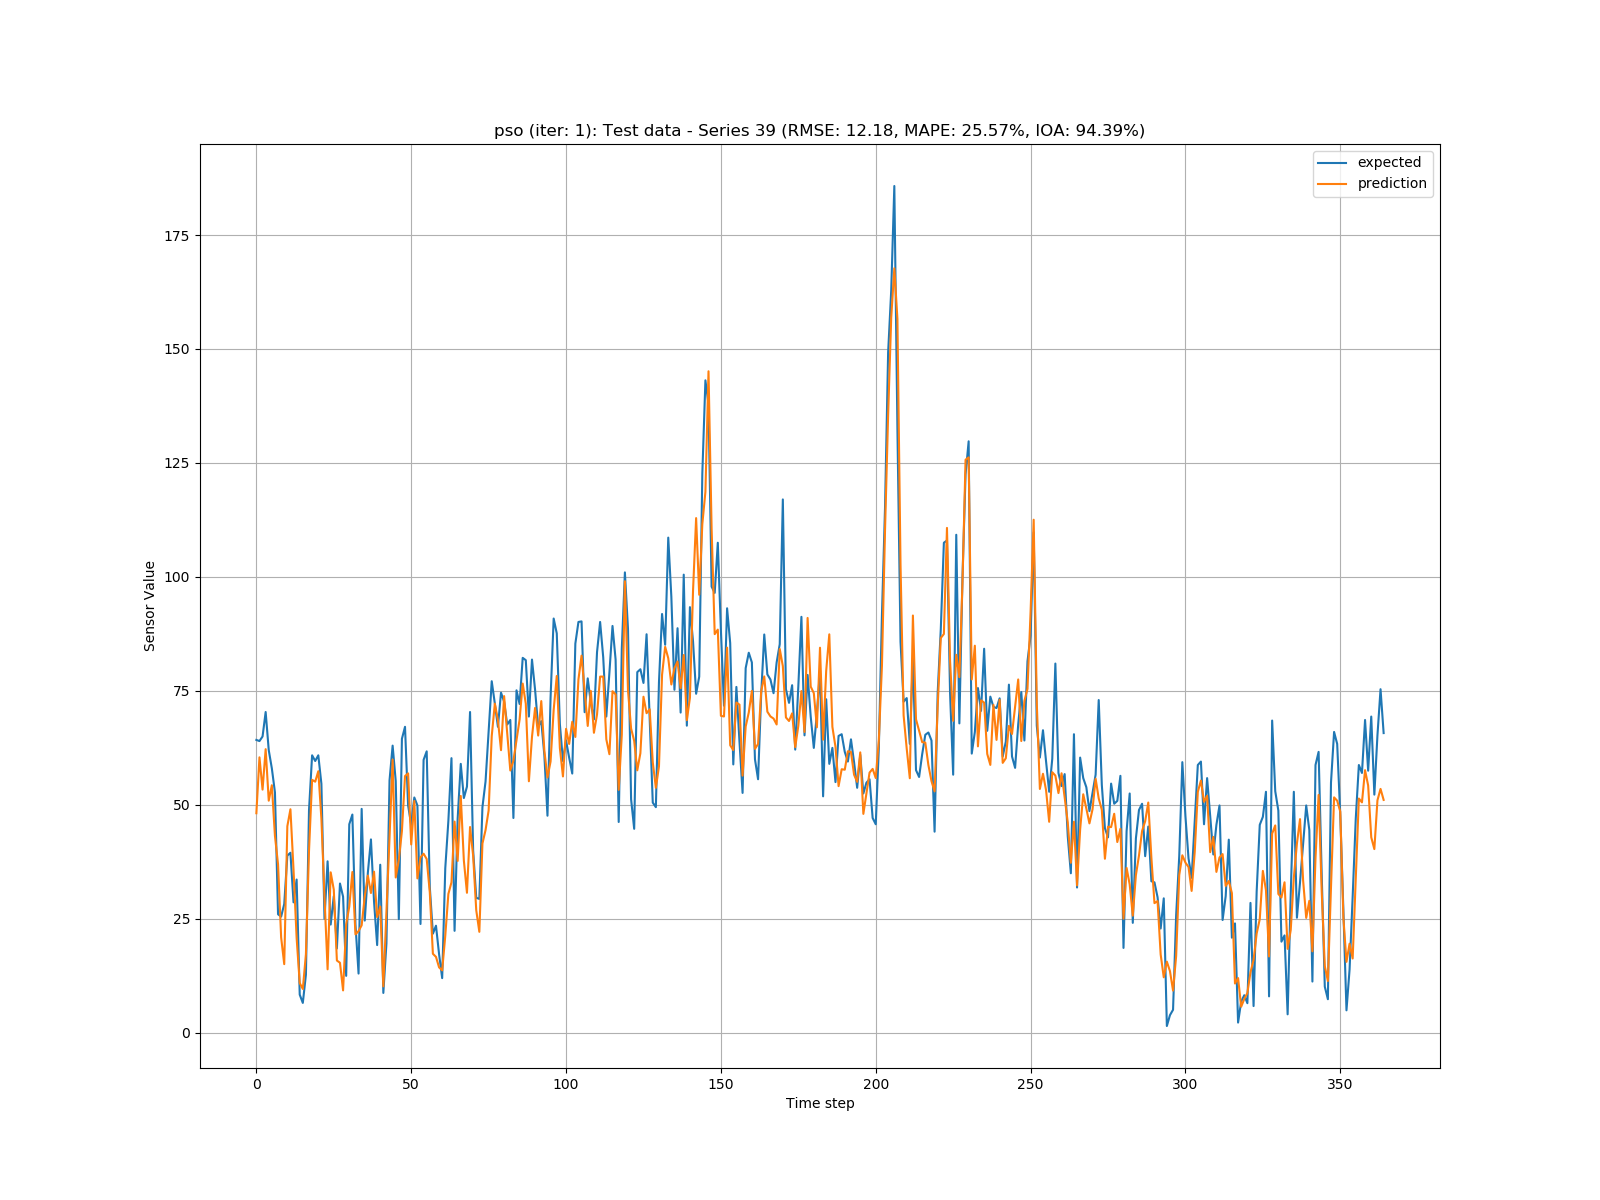 pso (iter: 1): Test data - Series 39 (RMSE: 12.18, MAPE: 25.57%, IOA: 94.39%)
expected
prediction
175
150
125
100
75
50
25
0
Sensor Value
0 50 100 150 200 250 300 350
Time step